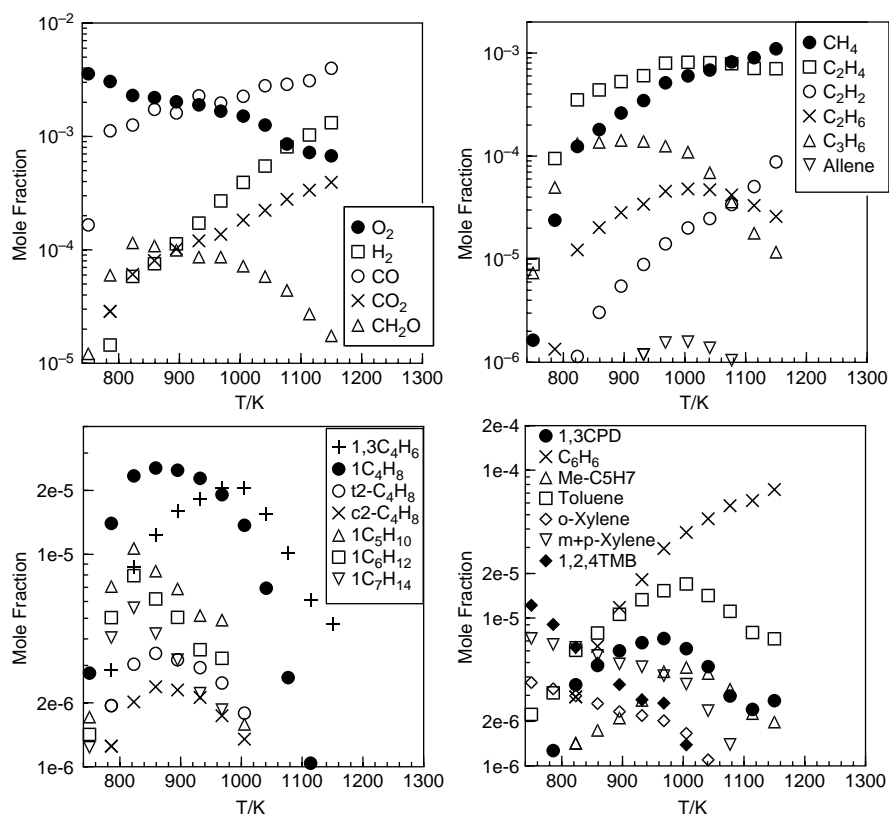 10⁻²
10⁻³
10⁻⁴
10⁻⁵
Mole Fraction
800 900 1000 1100 1200 1300
T/K
O₂
H₂
CO
CO₂
CH₂O
10⁻³
10⁻⁴
10⁻⁵
10⁻⁶
Mole Fraction
800 900 1000 1100 1200 1300
T/K
CH₄
C₂H₄
C₂H₂
C₂H₆
C₃H₆
Allene
2e-5
1e-5
2e-6
1e-6
Mole Fraction
800 900 1000 1100 1200 1300
T/K
1,3C₄H₆
1C₄H₈
t2-C₄H₈
c2-C₄H₈
1C₅H₁₀
1C₆H₁₂
1C₇H₁₄
2e-4
1e-4
2e-5
1e-5
2e-6
1e-6
Mole Fraction
800 900 1000 1100 1200 1300
T/K
1,3CPD
C₆H₆
Me-C5H7
Toluene
o-Xylene
m+p-Xylene
1,2,4TMB